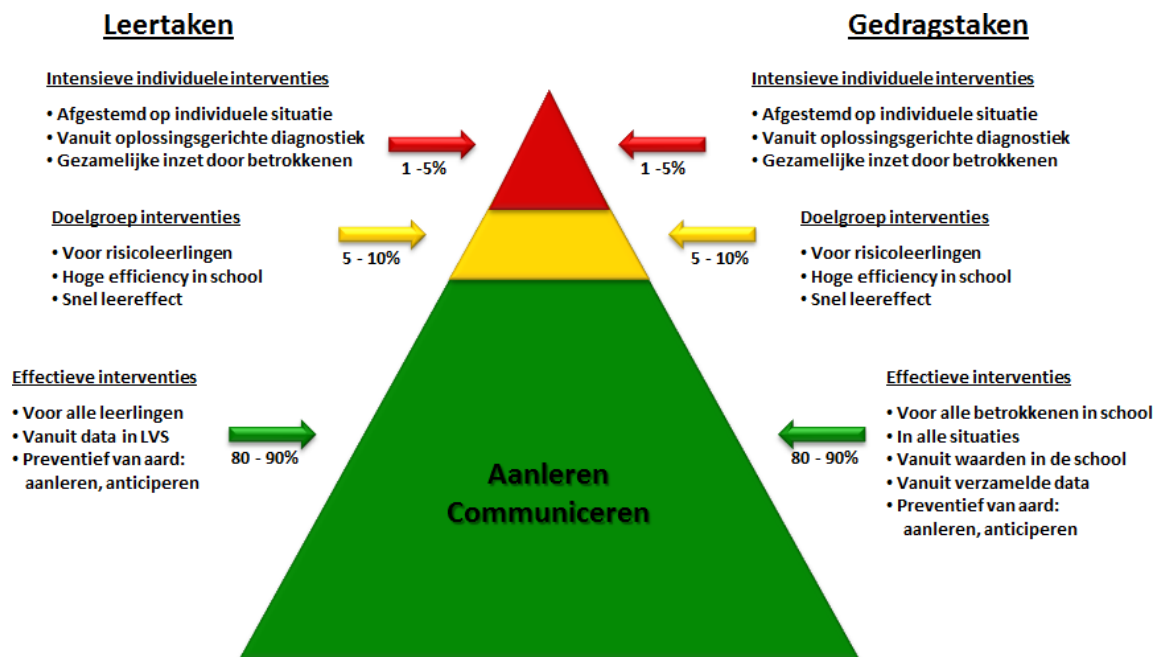 Leertaken
Intensieve individuele interventies
• Afgestemd op individuele situatie
• Vanuit oplossingsgerichte diagnostiek
• Gezamelijke inzet door betrokkenen
1 -5%
Doelgroep interventies
• Voor risicoleerlingen
• Hoge efficiency in school
• Snel leereffect
5 - 10%
Effectieve interventies
• Voor alle leerlingen
• Vanuit data in LVS
• Preventief van aard:
aanleren, anticiperen
80 - 90%
Aanleren
Communiceren
Gedragstaken
Intensieve individuele interventies
• Afgestemd op individuele situatie
• Vanuit oplossingsgerichte diagnostiek
• Gezamelijke inzet door betrokkenen
1 -5%
Doelgroep interventies
• Voor risicoleerlingen
• Hoge efficiency in school
• Snel leereffect
5 - 10%
Effectieve interventies
• Voor alle betrokkenen in school
• In alle situaties
• Vanuit waarden in de school
• Vanuit verzamelde data
• Preventief van aard:
aanleren, anticiperen
80 - 90%